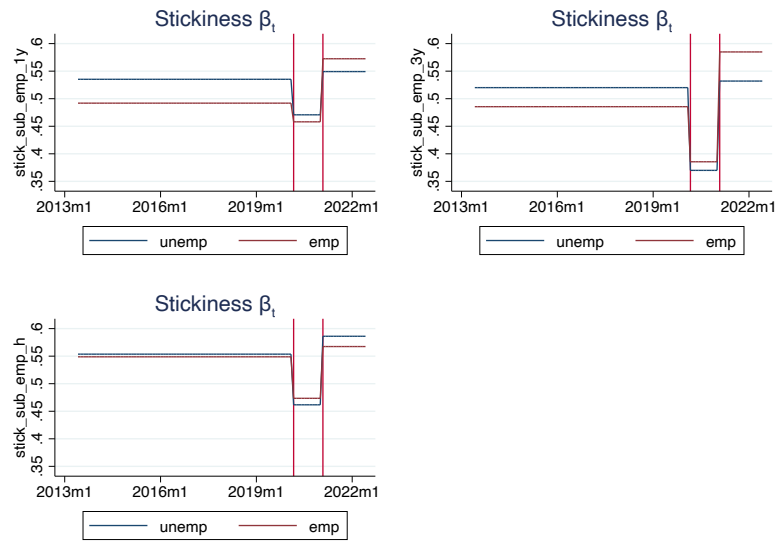 Stickiness βt
stick_sub_emp_1y
.6
.55
.5
.45
.4
.35
2013m1 2016m1 2019m1 2022m1
unemp emp
Stickiness βt
stick_sub_emp_3y
.6
.55
.5
.45
.4
.35
2013m1 2016m1 2019m1 2022m1
unemp emp
Stickiness βt
stick_sub_emp_h
.6
.55
.5
.45
.4
.35
2013m1 2016m1 2019m1 2022m1
unemp emp